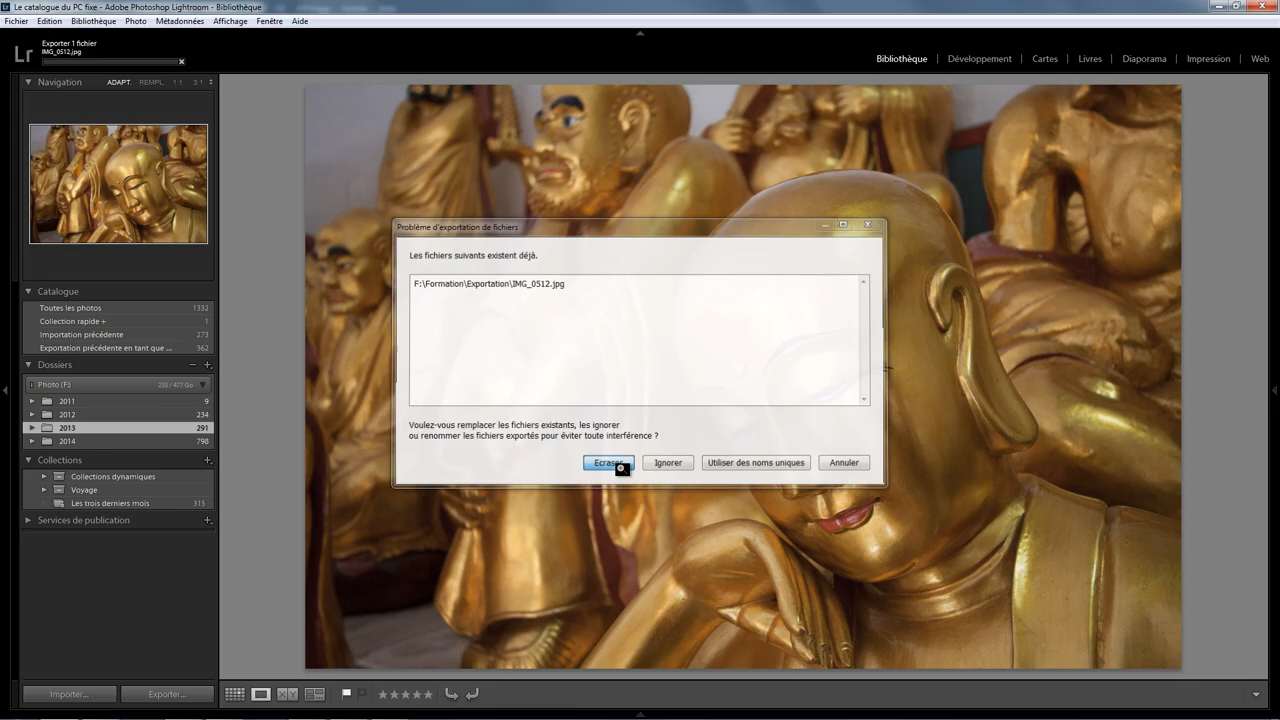 Le catalogue du PC fixe - Adobe Photoshop Lightroom - Bibliothèque
Fichier Edition Bibliothèque Photo Métadonnées Affichage Fenêtre Aide
Lr
Exporter 1 fichier
IMG_0512.jpg
Bibliothèque | Développement | Cartes | Livres | Diaporama | Impression | Web
Navigation ADAPT. REMPL. 1:1 3:1
Catalogue
Toutes les photos 1332
Collection rapide + 1
Importation précédente 273
Exportation précédente en tant que ... 362
Dossiers
Photo (F:) 235 / 477 Go
2011 9
2012 234
2013 291
2014 798
Collections
Collections dynamiques
Voyage
Les trois derniers mois 315
Services de publication
Importer... Exporter...
Problème d'exportation de fichiers
Les fichiers suivants existent déjà.
F:\Formation\Exportation\IMG_0512.jpg
Voulez-vous remplacer les fichiers existants, les ignorer
ou renommer les fichiers exportés pour éviter toute interférence ?
Ecraser Ignorer Utiliser des noms uniques Annuler
XY